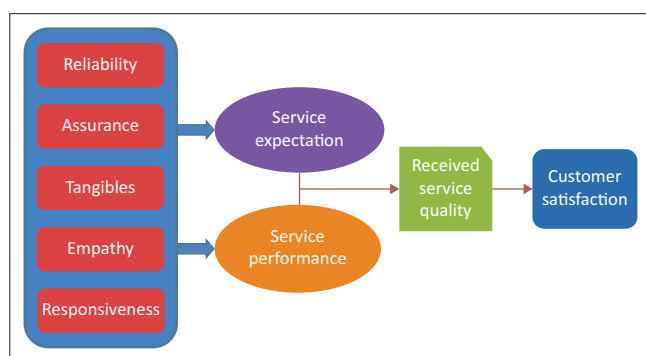 Reliability
Assurance
Tangibles
Empathy
Responsiveness
Service
expectation
Service
performance
Received
service
quality
Customer
satisfaction